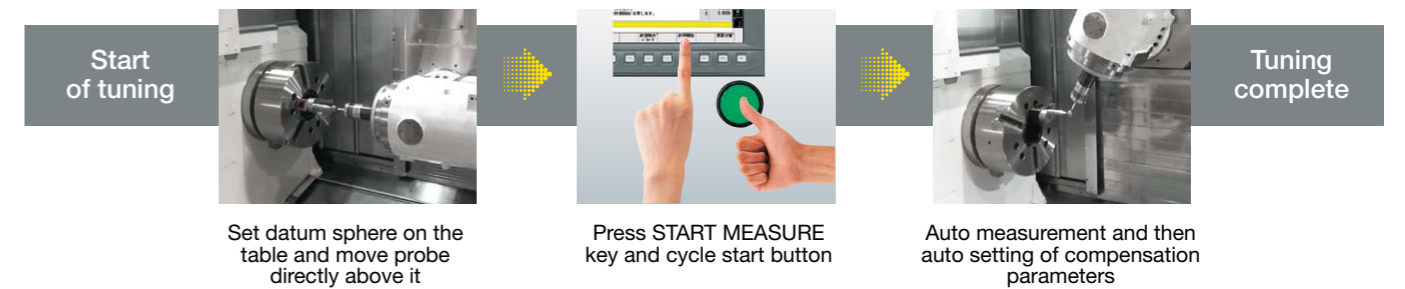 Start
of tuning
Set datum sphere on the
table and move probe
directly above it
Press START MEASURE
key and cycle start button
Auto measurement and then
auto setting of compensation
parameters
Tuning
complete